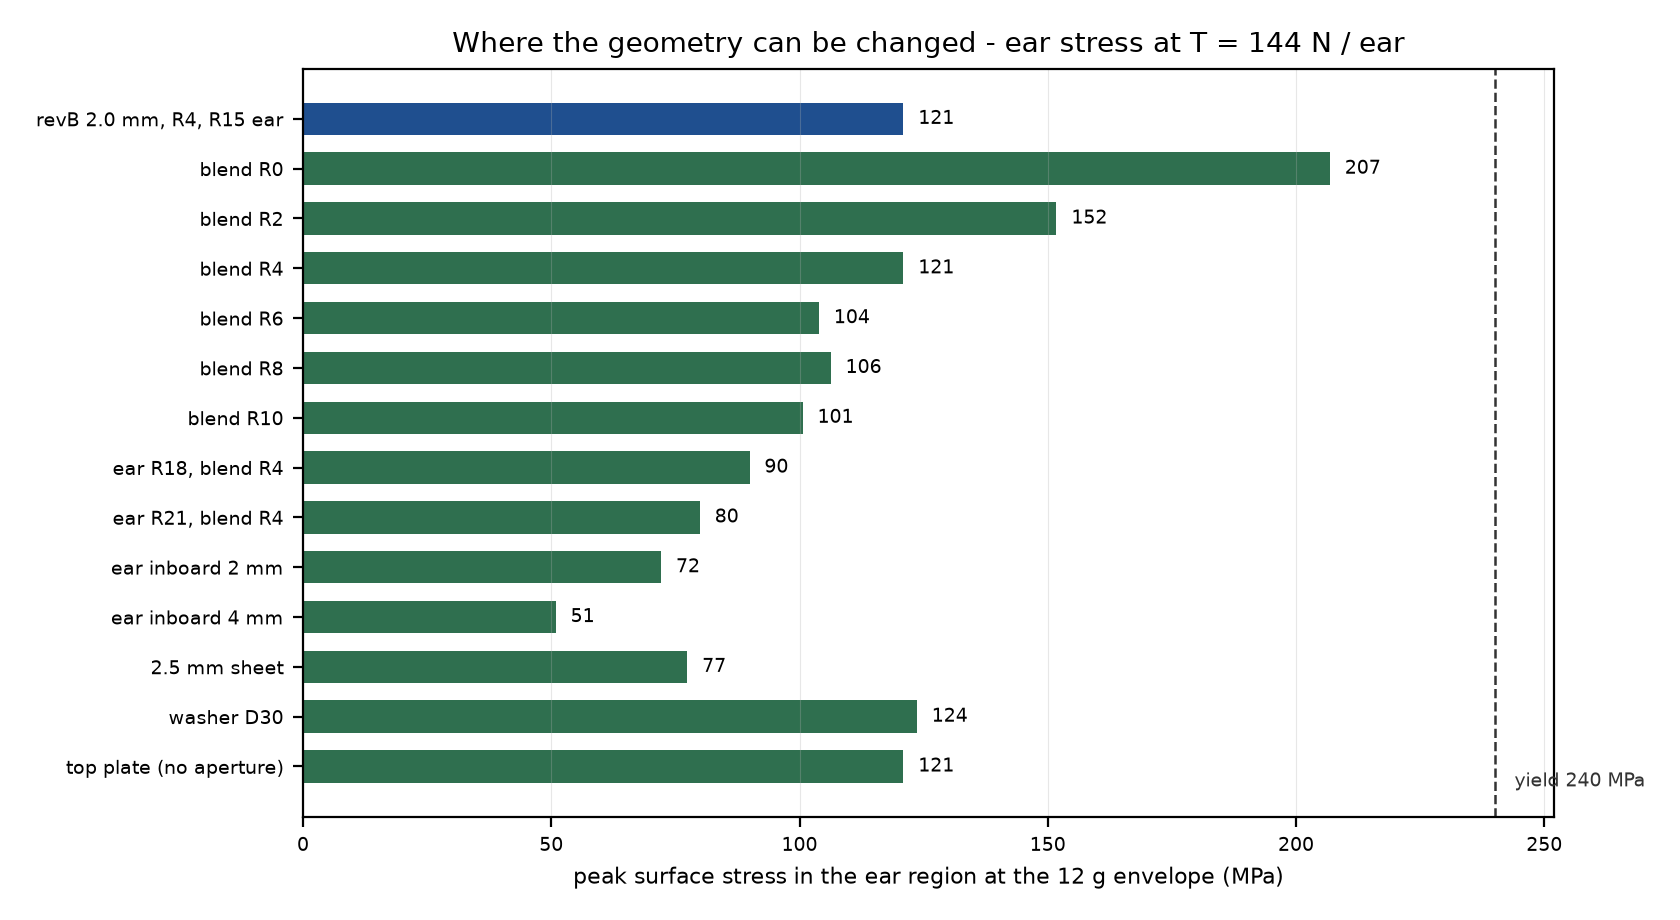 Where the geometry can be changed - ear stress at T = 144 N / ear
revB 2.0 mm, R4, R15 ear 121
blend R0 207
blend R2 152
blend R4 121
blend R6 104
blend R8 106
blend R10 101
ear R18, blend R4 90
ear R21, blend R4 80
ear inboard 2 mm 72
ear inboard 4 mm 51
2.5 mm sheet 77
washer D30 124
top plate (no aperture) 121
yield 240 MPa
0 50 100 150 200 250
peak surface stress in the ear region at the 12 g envelope (MPa)